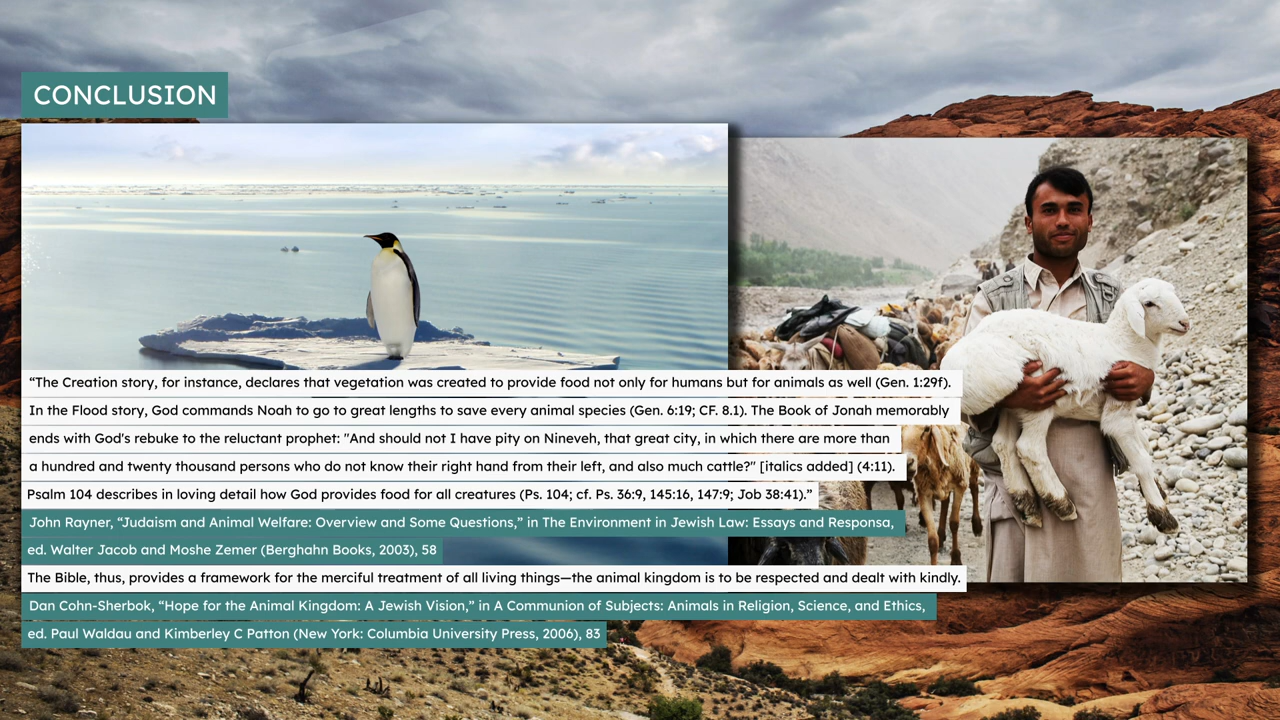 CONCLUSION
“The Creation story, for instance, declares that vegetation was created to provide food not only for humans but for animals as well (Gen. 1:29f).
In the Flood story, God commands Noah to go to great lengths to save every animal species (Gen. 6:19; CF. 8.1). The Book of Jonah memorably
ends with God's rebuke to the reluctant prophet: "And should not I have pity on Nineveh, that great city, in which there are more than
a hundred and twenty thousand persons who do not know their right hand from their left, and also much cattle?" [italics added] (4:11).
Psalm 104 describes in loving detail how God provides food for all creatures (Ps. 104; cf. Ps. 36:9, 145:16, 147:9; Job 38:41).”
John Rayner, “Judaism and Animal Welfare: Overview and Some Questions,” in The Environment in Jewish Law: Essays and Responsa,
ed. Walter Jacob and Moshe Zemer (Berghahn Books, 2003), 58
The Bible, thus, provides a framework for the merciful treatment of all living things—the animal kingdom is to be respected and dealt with kindly.
Dan Cohn-Sherbok, “Hope for the Animal Kingdom: A Jewish Vision,” in A Communion of Subjects: Animals in Religion, Science, and Ethics,
ed. Paul Waldau and Kimberley C Patton (New York: Columbia University Press, 2006), 83